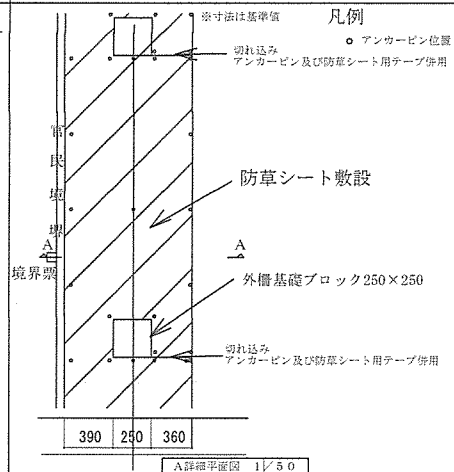 ※寸法は基準値
凡例
アンカーピン位置
切れ込み
アンカーピン及び防草シート用テープ併用
官民境堺
防草シート敷設
A
A
境界票
外柵基礎ブロック250×250
切れ込み
アンカーピン及び防草シート用テープ併用
390
250
360
A詳細平面図 1/50